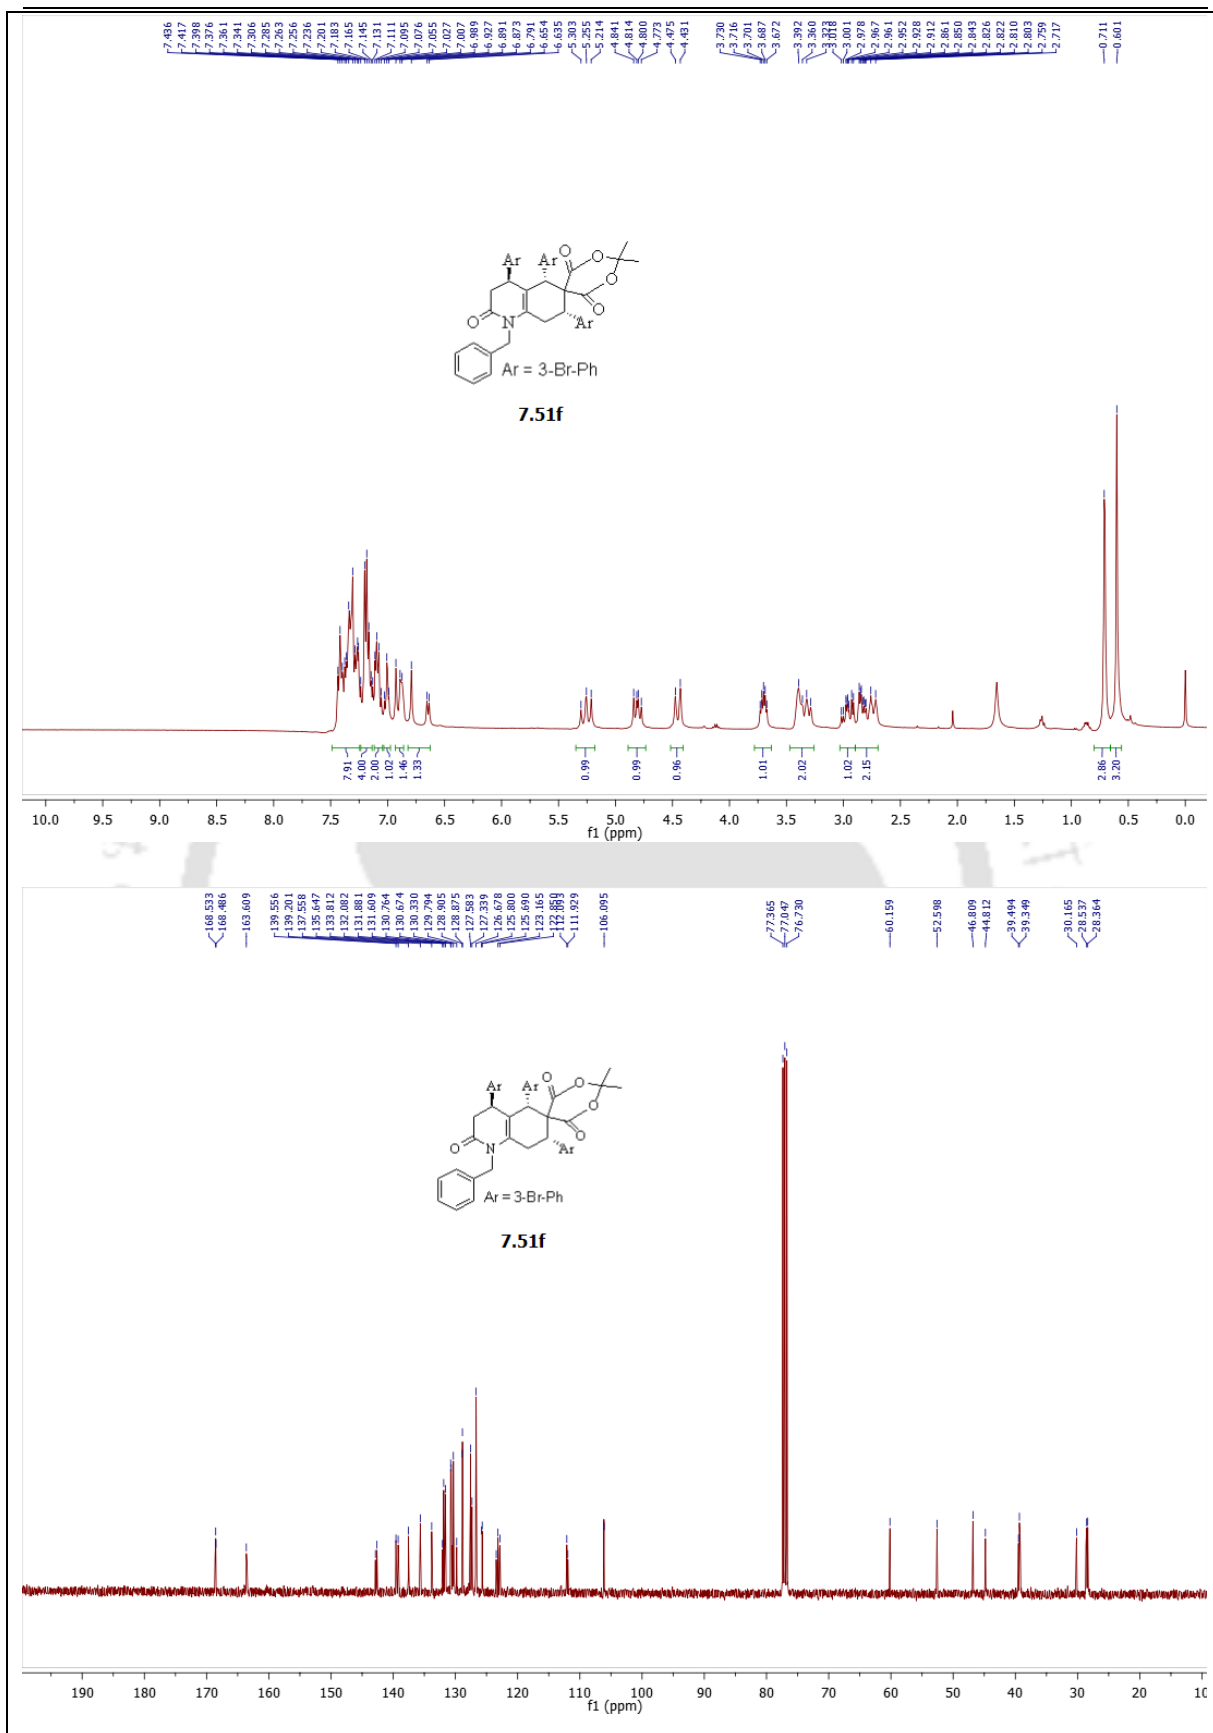 7.436 7.417 7.398 7.376 7.361 7.341 7.306 7.285 7.263 7.256 7.236 7.201 7.183 7.165 7.145 7.131 7.111 7.095 7.076 7.055 7.027 7.007 6.989 6.927 6.891 6.873 6.791 6.654 6.635 5.303 5.255 5.214 4.841 4.814 4.800 4.773 4.475 4.431 3.730 3.716 3.701 3.687 3.672 3.392 3.360 3.323 3.018 3.001 2.978 2.967 2.961 2.952 2.928 2.912 2.861 2.850 2.843 2.826 2.822 2.810 2.803 2.759 2.717 0.711 0.601
Ar Ar O O
O
O
O N Ar
Ar = 3-Br-Ph
7.51f
7.91 4.00 2.00 1.02 1.46 1.33 0.99 0.99 0.96 1.01 2.02 1.02 2.15 2.86 3.20
10.0 9.5 9.0 8.5 8.0 7.5 7.0 6.5 6.0 5.5 5.0 4.5 4.0 3.5 3.0 2.5 2.0 1.5 1.0 0.5 0.0
f1 (ppm)
168.533 168.486 163.609 139.556 139.201 137.558 135.647 133.812 132.082 131.881 131.609 130.764 130.674 130.330 129.794 128.905 128.875 127.583 127.339 126.678 125.800 125.690 123.165 122.850 112.093 111.929 106.095 77.365 77.047 76.730 60.159 52.598 46.809 44.812 39.494 39.349 30.165 28.537 28.364
Ar Ar O O
O
O
O N Ar
Ar = 3-Br-Ph
7.51f
190 180 170 160 150 140 130 120 110 100 90 80 70 60 50 40 30 20 10
f1 (ppm)